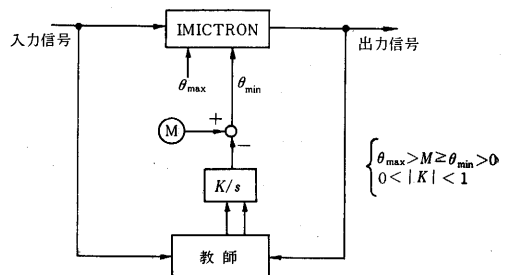 IMICTRON
入力信号
出力信号
θmax
θmin
M
+
−
K/s
θmax>M≧θmin>0
0<|K|<1
教師